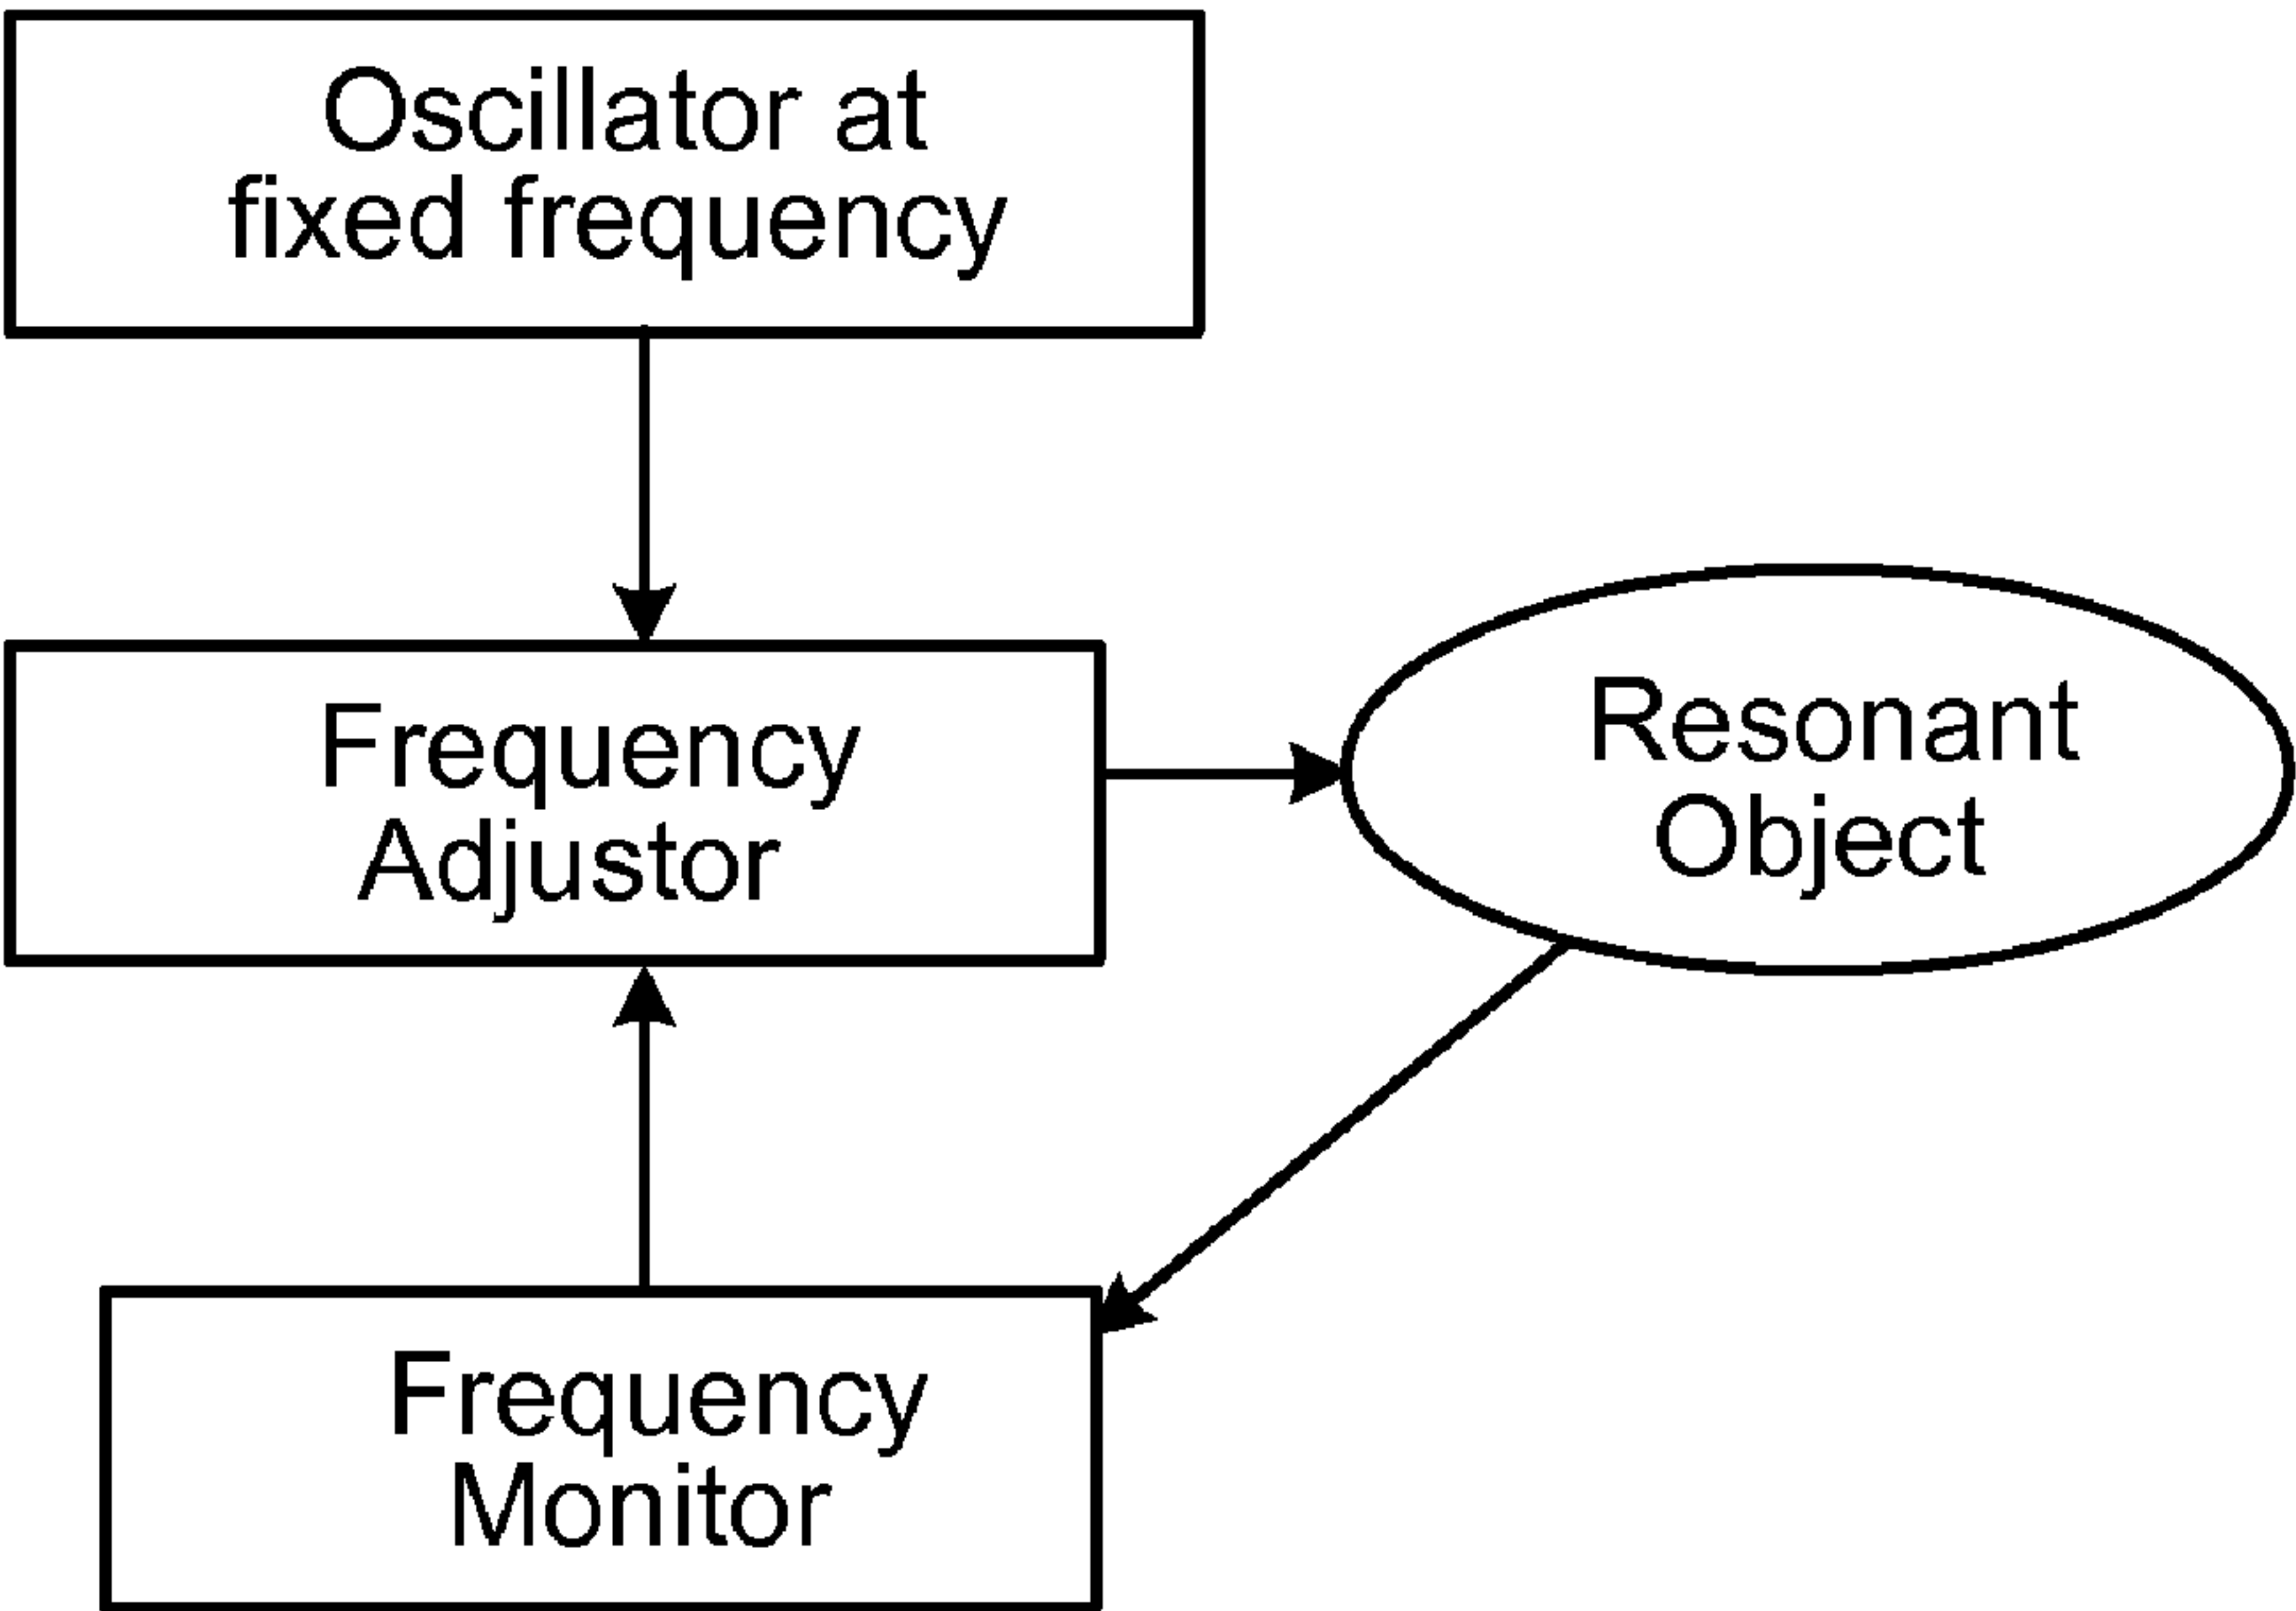 Oscillator at
fixed frequency
Frequency
Adjustor
Resonant
Object
Frequency
Monitor